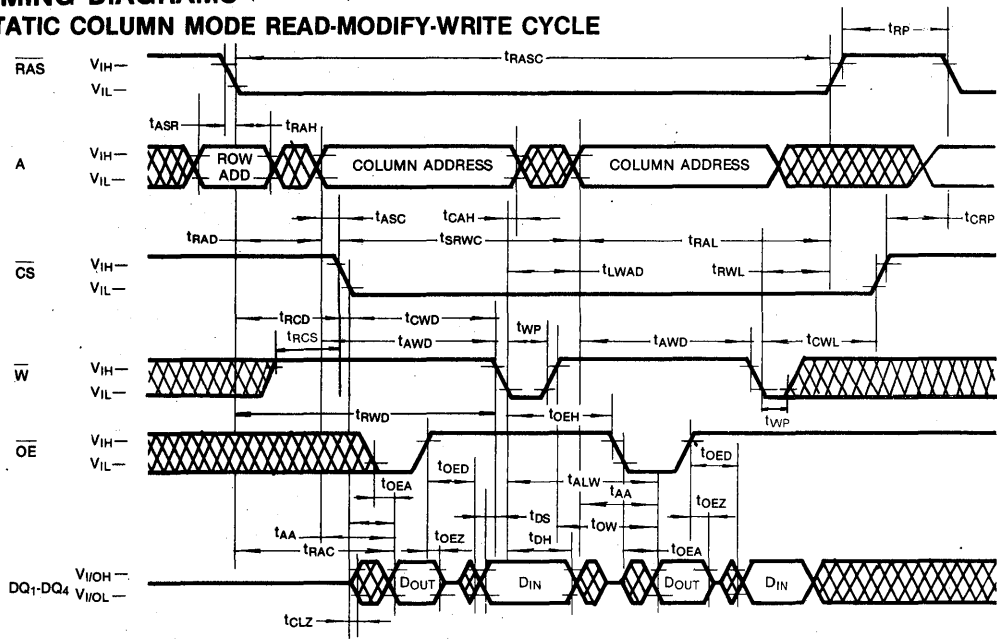 MING DIAGRAMS
TATIC COLUMN MODE READ-MODIFY-WRITE CYCLE
tRP
tRASC
RAS
VIH—
VIL—
tASR
tRAH
A
VIH—
VIL—
ROW ADD
COLUMN ADDRESS
COLUMN ADDRESS
tASC
tCAH
tCRP
tRAD
tSRWC
tRAL
CS
VIH—
VIL—
tLWAD
tRWL
tRCD
tCWD
tRCS
tAWD
tWP
tAWD
tCWL
W
VIH—
VIL—
tRWD
tOEH
tWP
OE
VIH—
VIL—
tOED
tALW
tOED
tOEA
tAA
tOEZ
tDS
tOW
tAA
tRAC
tOEZ
tDH
tOEA
DQ1-DQ4
VI/OH—
VI/OL—
DOUT
DIN
DOUT
DIN
tCLZ